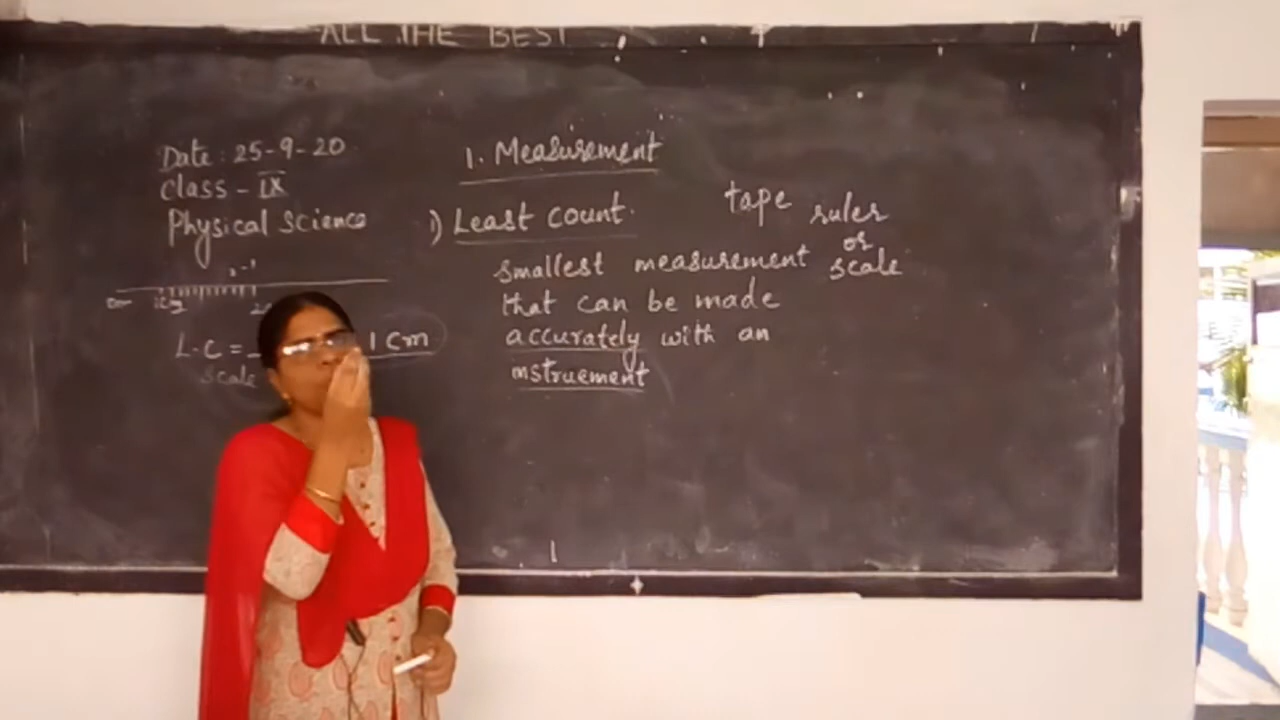 ALL THE BEST
Date: 25-9-20
Class - IX
Physical Science
L.C =
scale
1 cm
1. Measurement
1) Least count.
smallest measurement
that can be made
accurately with an
instruement
tape
ruler
or
scale